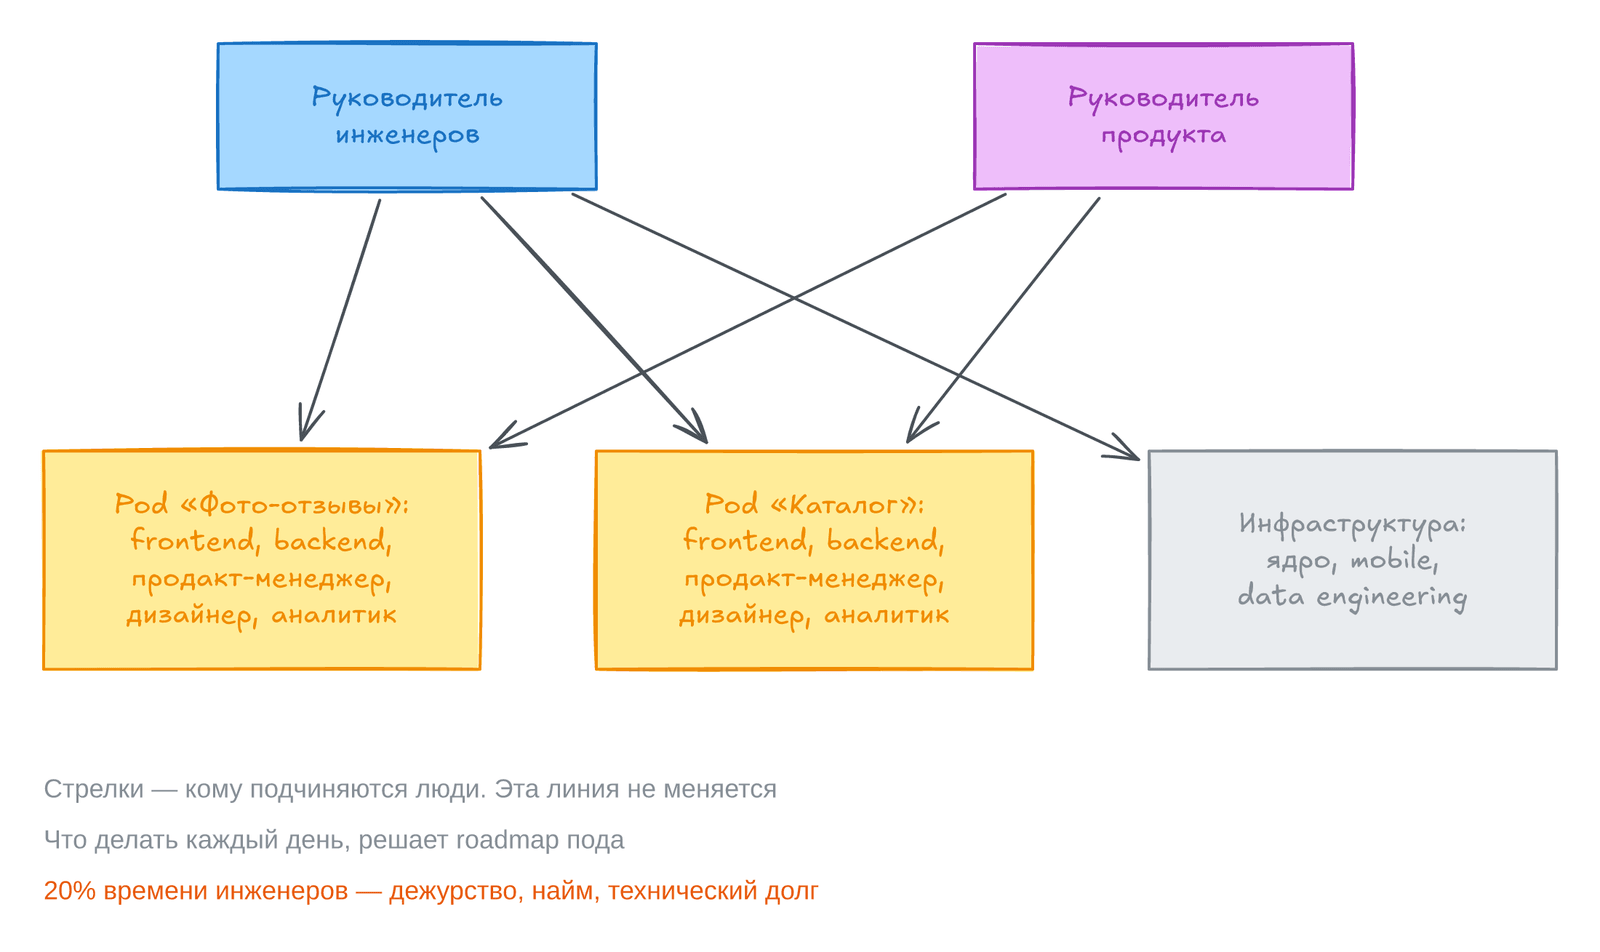 Руководитель
инженеров
Руководитель
продукта
Pod «Фото-отзывы»:
frontend, backend,
продакт-менеджер,
дизайнер, аналитик
Pod «Каталог»:
frontend, backend,
продакт-менеджер,
дизайнер, аналитик
Инфраструктура:
ядро, mobile,
data engineering
Стрелки — кому подчиняются люди. Эта линия не меняется
Что делать каждый день, решает roadmap пода
20% времени инженеров — дежурство, найм, технический долг